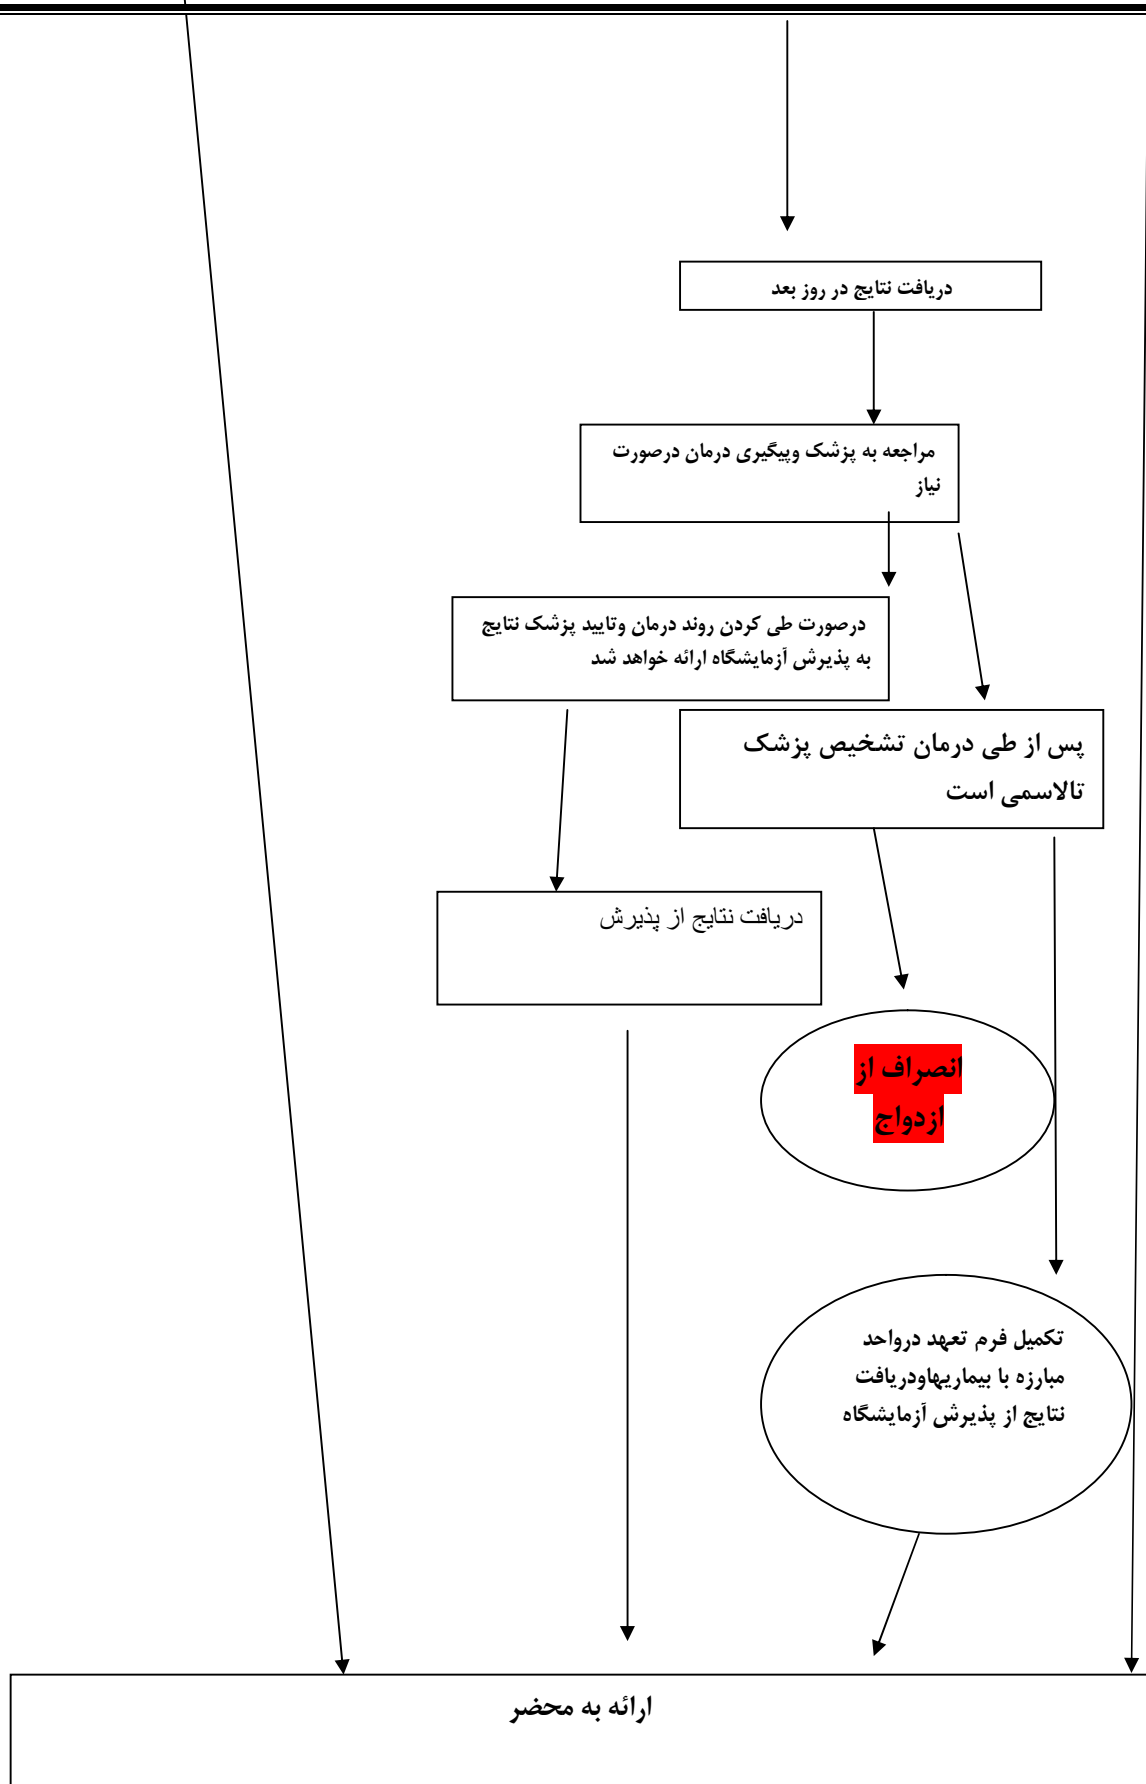 دریافت نتایج در روز بعد
مراجعه به پزشک وپیگیری درمان درصورت
نیاز
درصورت طی کردن روند درمان وتایید پزشک نتایج
به پذیرش آزمایشگاه ارائه خواهد شد
پس از طی درمان تشخیص پزشک
تالاسمی است
دریافت نتایج از پذیرش
انصراف از
ازدواج
تکمیل فرم تعهد درواحد
مبارزه با بیماریهاودریافت
نتایج از پذیرش آزمایشگاه
ارائه به محضر